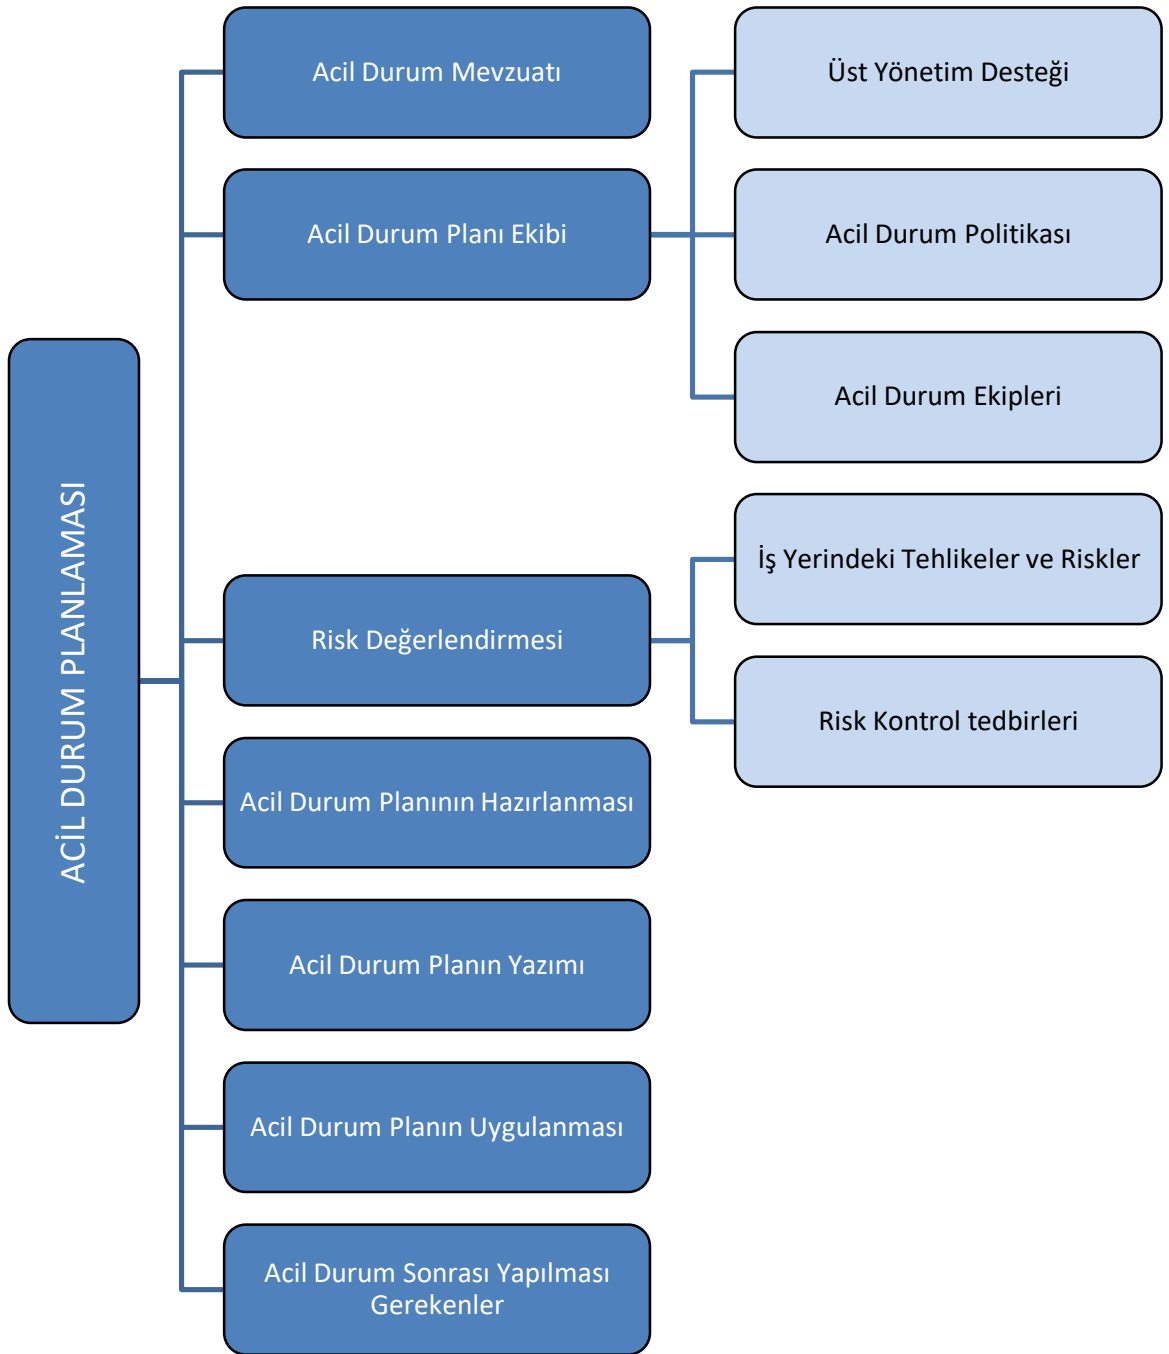 ACİL DURUM PLANLAMASI
Acil Durum Mevzuatı
Acil Durum Planı Ekibi
Üst Yönetim Desteği
Acil Durum Politikası
Acil Durum Ekipleri
Risk Değerlendirmesi
İş Yerindeki Tehlikeler ve Riskler
Risk Kontrol tedbirleri
Acil Durum Planının Hazırlanması
Acil Durum Planın Yazımı
Acil Durum Planın Uygulanması
Acil Durum Sonrası Yapılması
Gerekenler